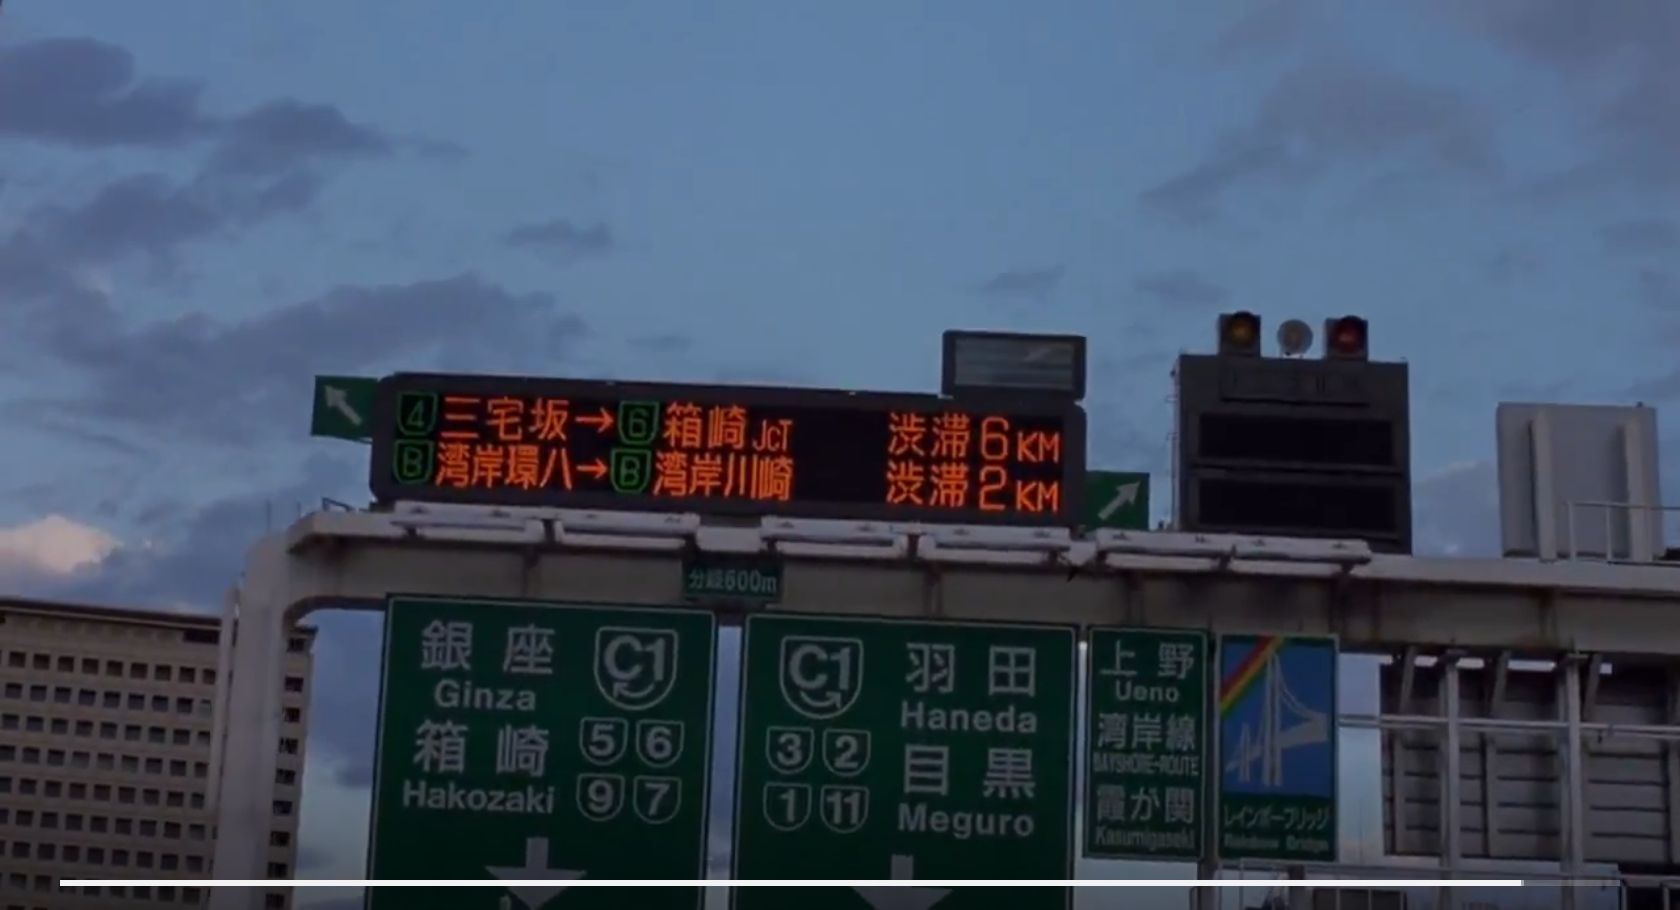 4 三宅坂→6 箱崎JCT 渋滞6KM
B 湾岸環八→B 湾岸川崎 渋滞2KM
分岐600m
銀座 C1
Ginza
箱崎 5 6
Hakozaki 9 7
C1 羽田
Haneda
3 2 目黒
1 11 Meguro
上野
Ueno
湾岸線
BAYSHORE-ROUTE
霞が関
Kasumigaseki
レインボーブリッジ
Rainbow Bridge